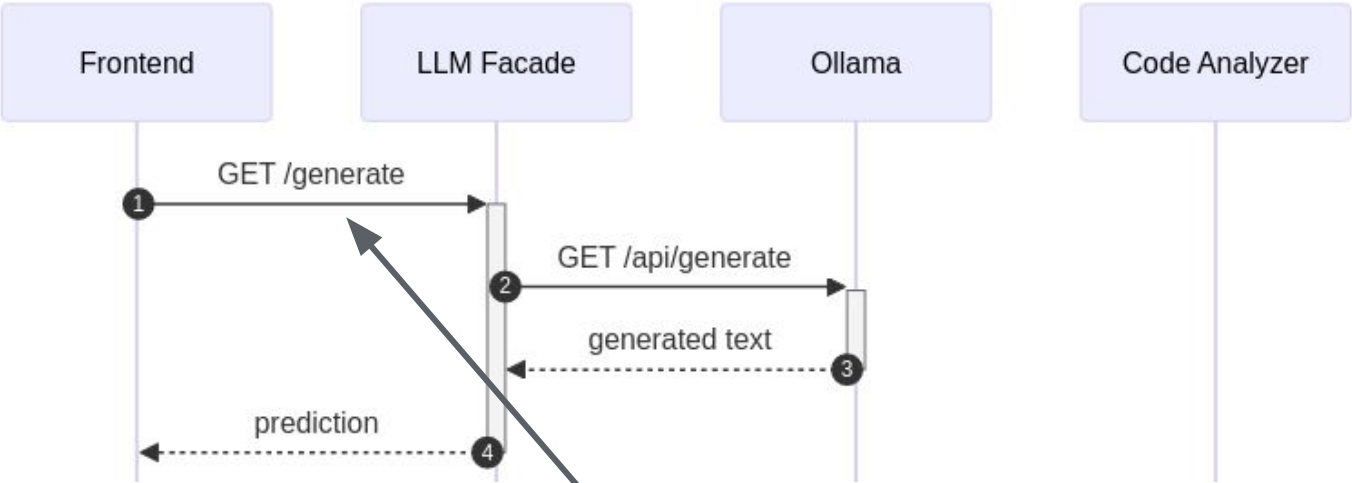 Frontend
LLM Facade
Ollama
Code Analyzer
GET /generate
1
GET /api/generate
2
generated text
3
prediction
4